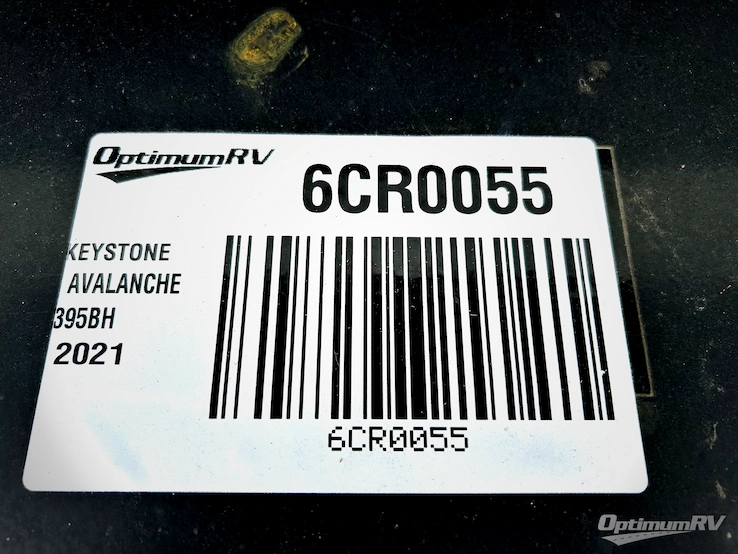 OptimumRV
6CR0055
KEYSTONE
AVALANCHE
395BH
2021
6CR0055
OptimumRV